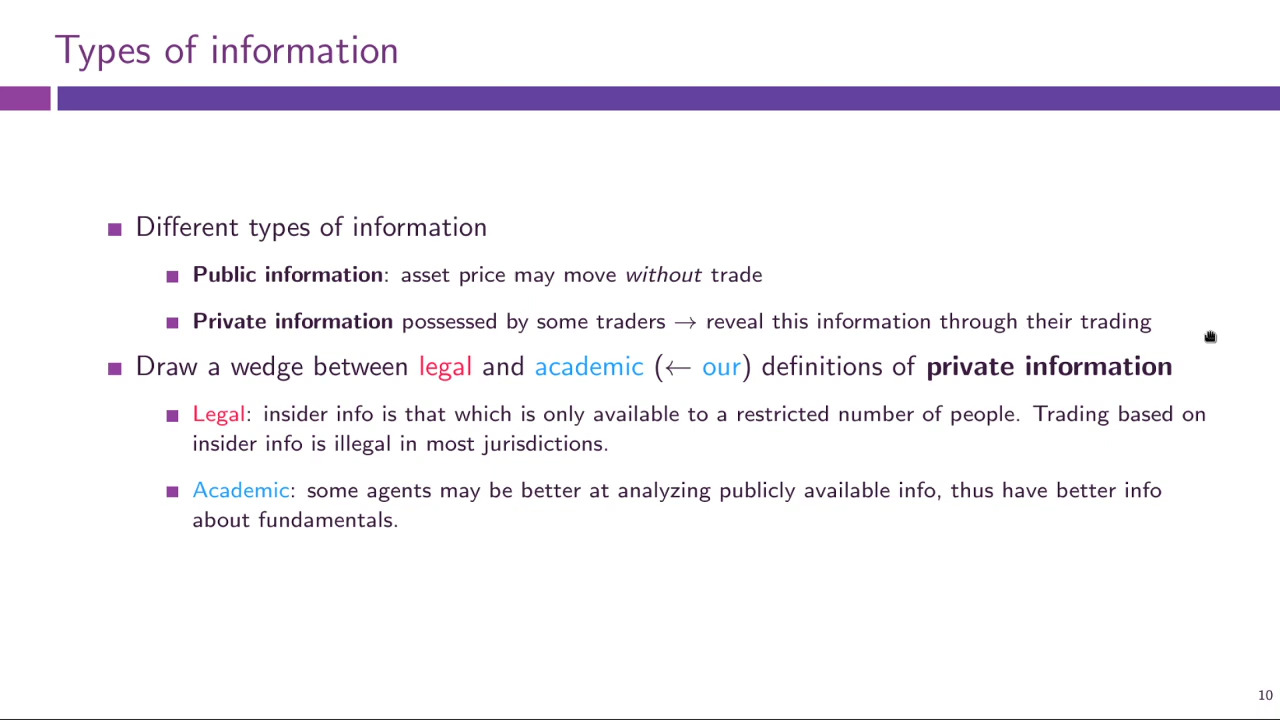 Types of information
Different types of information
Public information: asset price may move without trade
Private information possessed by some traders → reveal this information through their trading
Draw a wedge between legal and academic (← our) definitions of private information
Legal: insider info is that which is only available to a restricted number of people. Trading based on
insider info is illegal in most jurisdictions.
Academic: some agents may be better at analyzing publicly available info, thus have better info
about fundamentals.
10